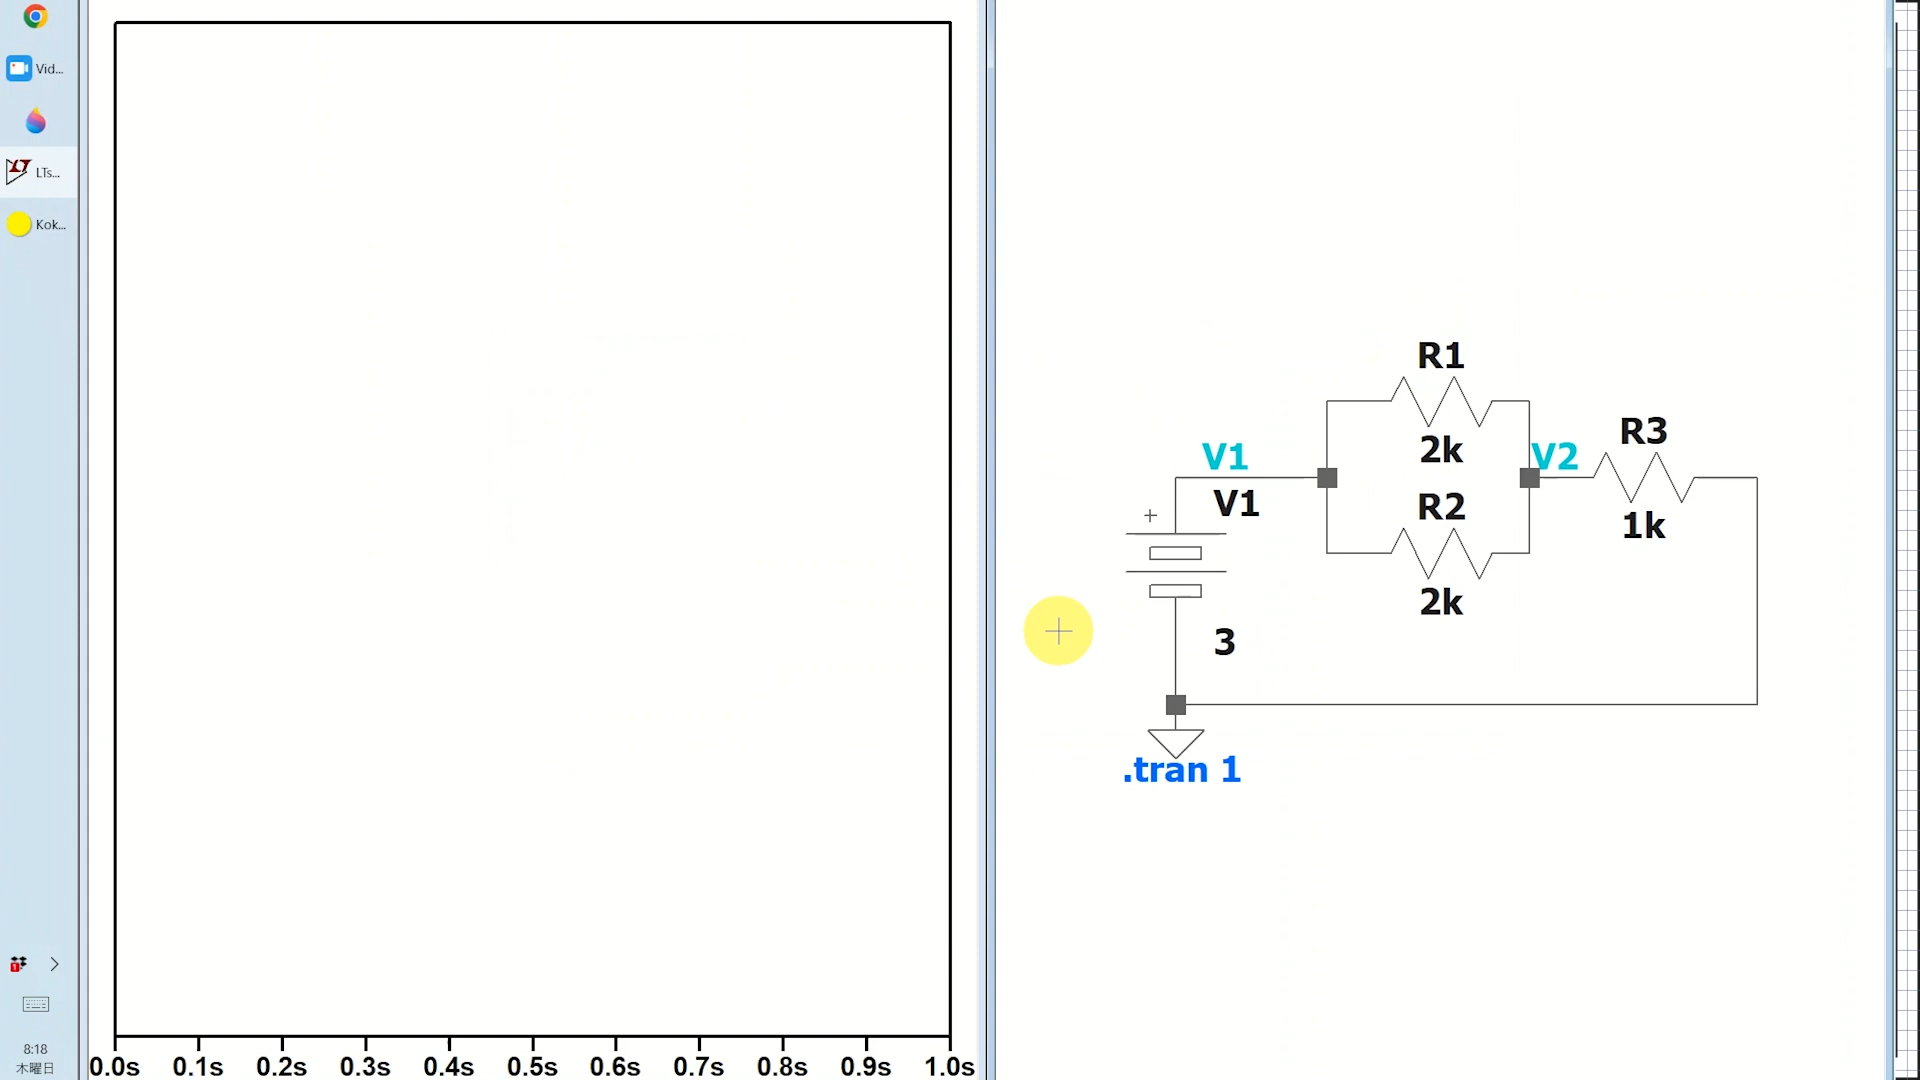 Vid...
LTs...
Kok...
1
8:18
木曜日
0.0s 0.1s 0.2s 0.3s 0.4s 0.5s 0.6s 0.7s 0.8s 0.9s 1.0s
R1
2k
V1
V2
R3
V1
R2
1k
+
2k
3
.tran 1